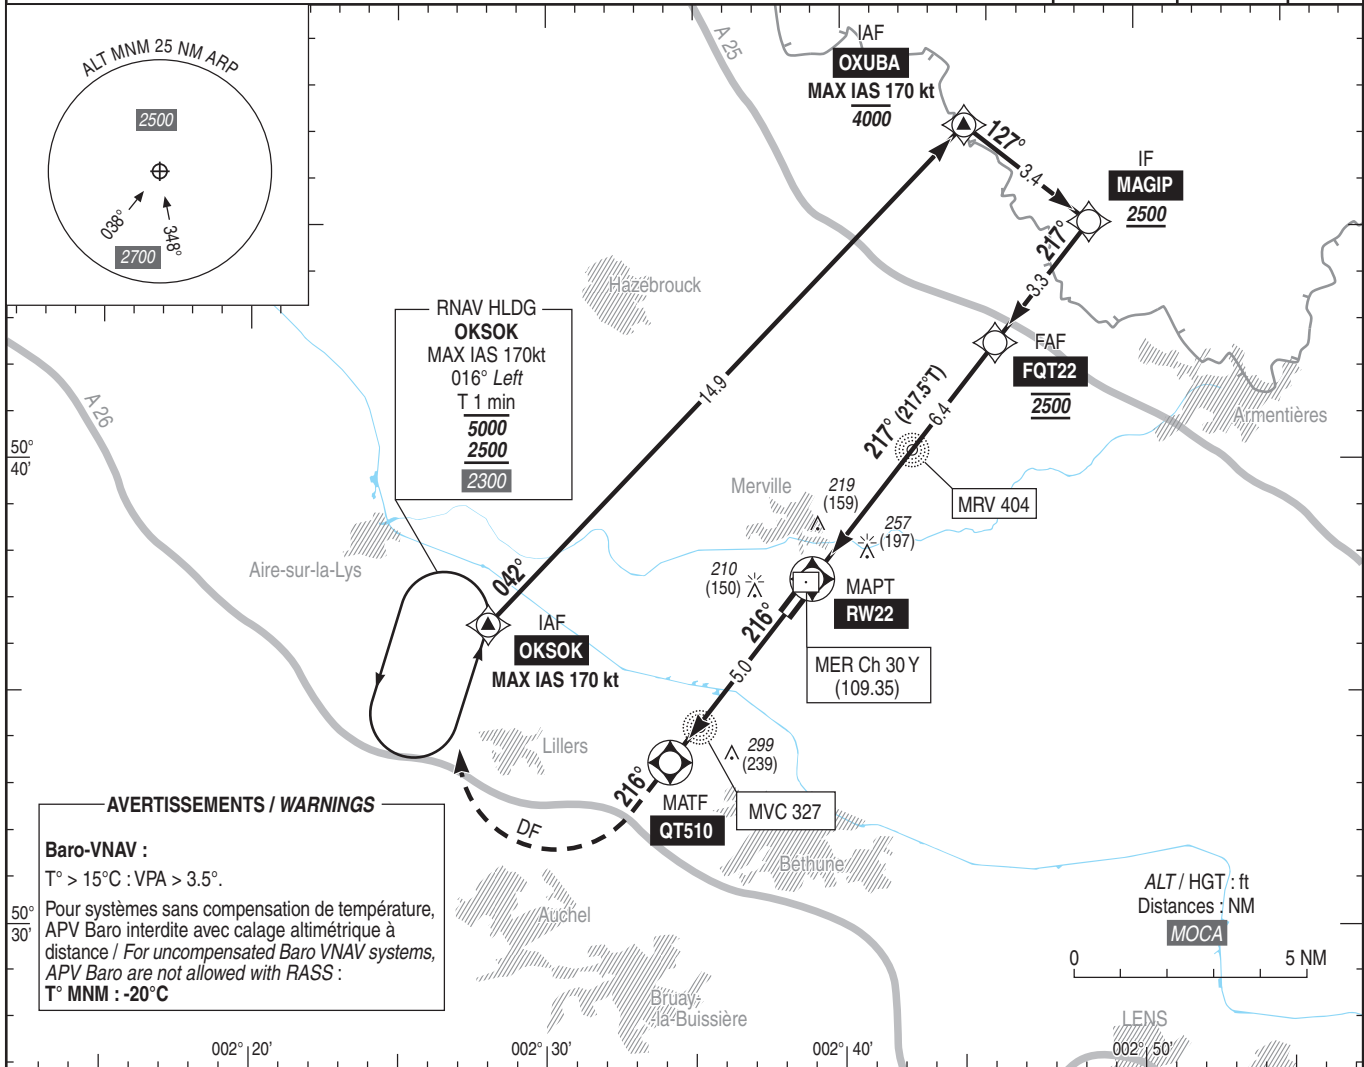 ALT MNM 25 NM ARP
2500
038°
348°
2700
A 25
IAF
OXUBA
MAX IAS 170 kt
4000
127°
3.4
IF
MAGIP
2500
217°
3.3
Hazebrouck
RNAV HLDG
OKSOK
MAX IAS 170kt
016° Left
T 1 min
5000
2500
2300
14.9
FAF
FQT22
2500
217° (217.5°T)
6.4
Armentières
A 26
50°
40'
Merville
219
(159)
MRV 404
257
(197)
Aire-sur-la-Lys
042°
210
(150)
MAPT
RW22
216°
IAF
OKSOK
MAX IAS 170 kt
MER Ch 30 Y
(109.35)
5.0
Lillers
299
(239)
216°
MATF
QT510
MVC 327
DF
Béthune
AVERTISSEMENTS / WARNINGS
Baro-VNAV :
T° > 15°C : VPA > 3.5°.
Pour systèmes sans compensation de température,
APV Baro interdite avec calage altimétrique à
distance / For uncompensated Baro VNAV systems,
APV Baro are not allowed with RASS :
T° MNM : -20°C
50°
30'
Auchel
ALT / HGT : ft
Distances : NM
MOCA
0 5 NM
Bruay-
-la-Buissière
LENS
002° 20' 002° 30' 002° 40' 002° 50'